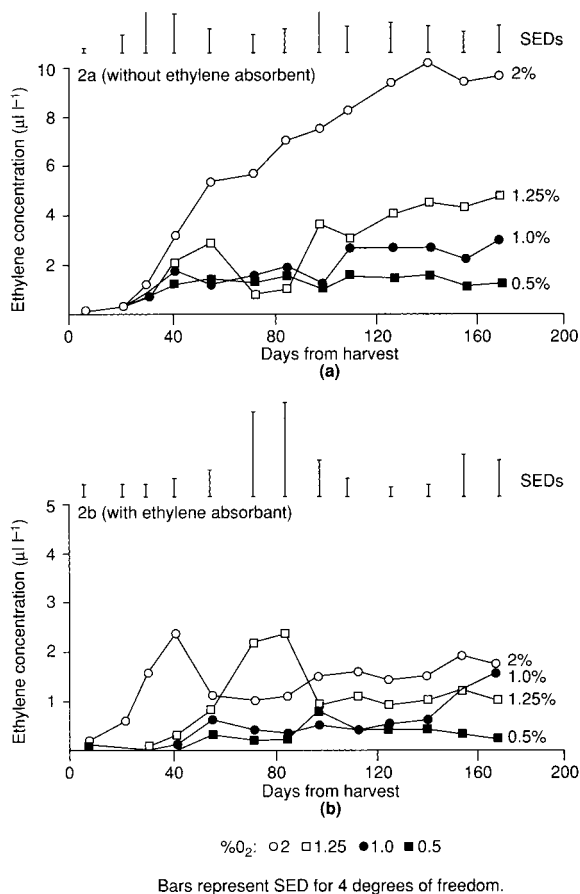 SEDs
2a (without ethylene absorbent)
Ethylene concentration (µl l⁻¹)
10
8
6
4
2
2%
1.25%
1.0%
0.5%
0 40 80 120 160 200
Days from harvest
(a)
SEDs
2b (with ethylene absorbant)
Ethylene concentration (µl l⁻¹)
5
4
3
2
1
2%
1.0%
1.25%
0.5%
0 40 80 120 160 200
Days from harvest
(b)
%0₂: 2 1.25 1.0 0.5
Bars represent SED for 4 degrees of freedom.